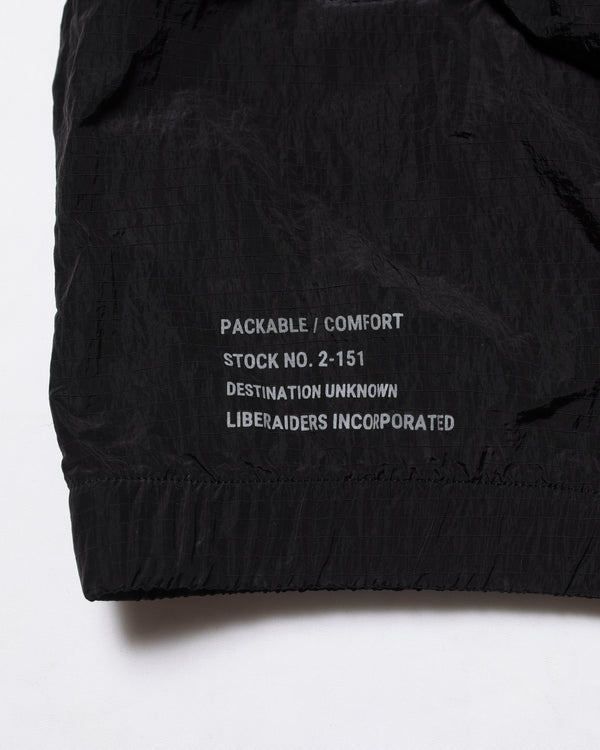 PACKABLE / COMFORT
STOCK NO. 2-151
DESTINATION UNKNOWN
LIBERAIDERS INCORPORATED